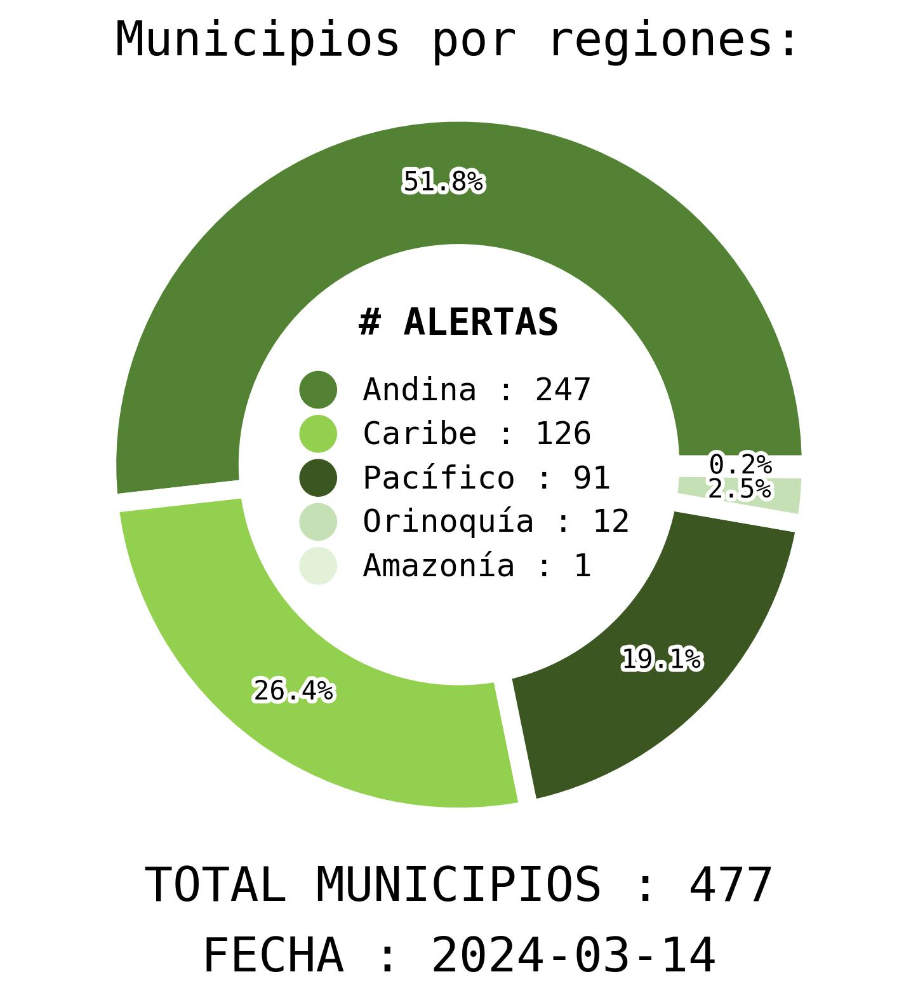 Municipios por regiones:
51.8%
# ALERTAS
Andina : 247
Caribe : 126
Pacífico : 91
Orinoquía : 12
Amazonía : 1
0.2%
2.5%
19.1%
26.4%
TOTAL MUNICIPIOS : 477
FECHA : 2024-03-14